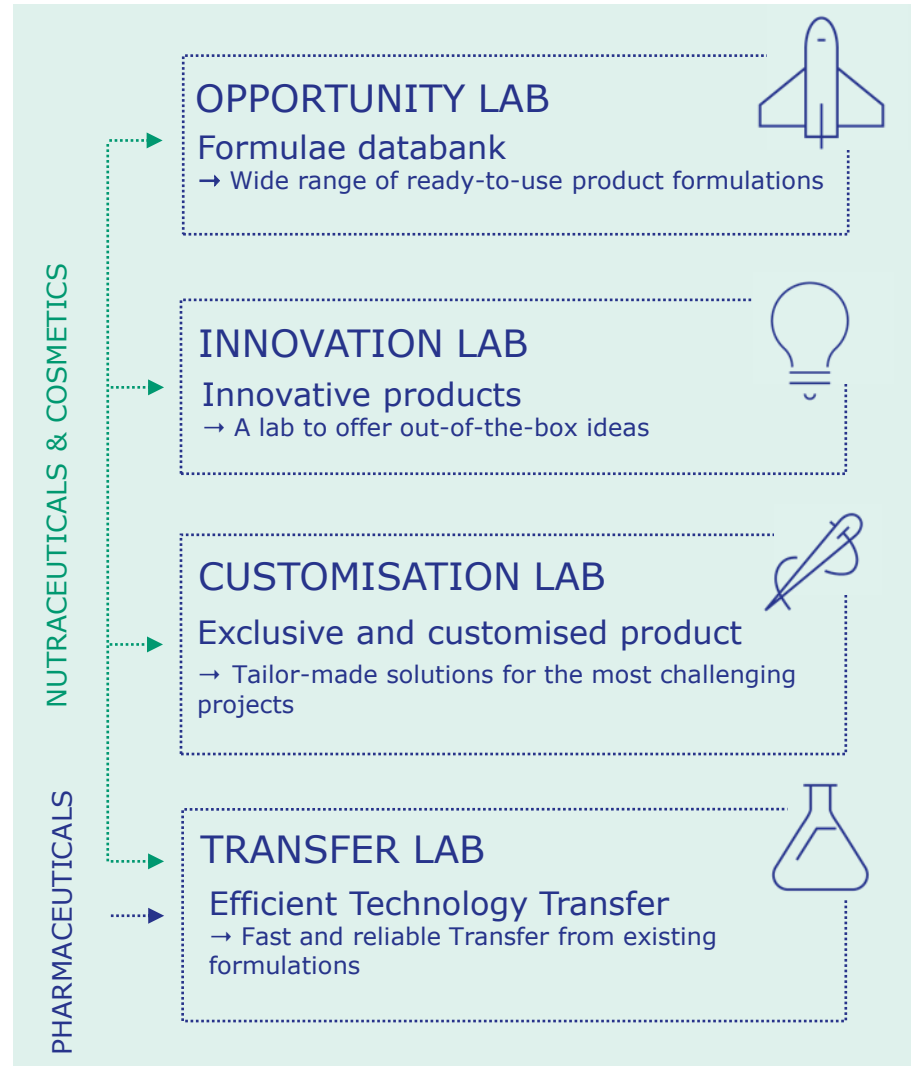 OPPORTUNITY LAB
Formulae databank
→ Wide range of ready-to-use product formulations
INNOVATION LAB
Innovative products
→ A lab to offer out-of-the-box ideas
NUTRACEUTICALS & COSMETICS
CUSTOMISATION LAB
Exclusive and customised product
→ Tailor-made solutions for the most challenging
projects
PHARMACEUTICALS
TRANSFER LAB
Efficient Technology Transfer
→ Fast and reliable Transfer from existing
formulations